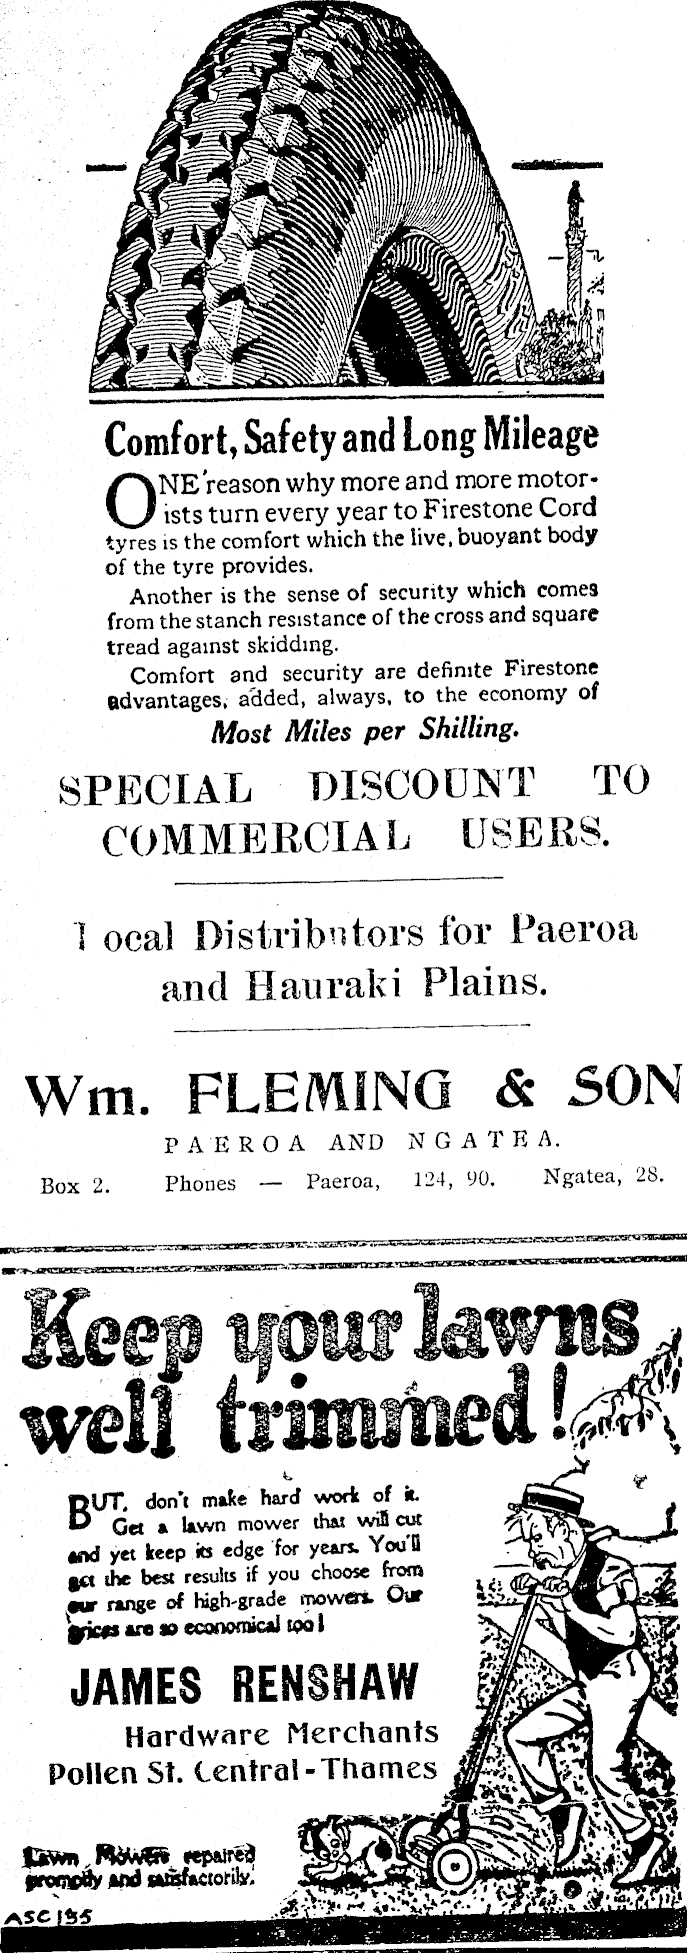 Comfort, Safety and Long Mileage
ONE reason why more and more motor-
ists turn every year to Firestone Cord
tyres is the comfort which the live, buoyant body
of the tyre provides.
Another is the sense of security which comes
from the stanch resistance of the cross and square
tread against skidding.
Comfort and security are definite Firestone
advantages, added, always, to the economy of
Most Miles per Shilling.
SPECIAL DISCOUNT TO
COMMERCIAL USERS.
Local Distributors for Paeroa
and Hauraki Plains.
Wm. FLEMING & SON
PAEROA AND NGATEA.
Box 2. Phones — Paeroa, 124, 90. Ngatea, 28.
Keep your lawns
well trimmed!
BUT, don't make hard work of it.
Get a lawn mower that will cut
and yet keep its edge for years. You'll
get the best results if you choose from
our range of high-grade mowers. Our
prices are so economical too!
JAMES RENSHAW
Hardware Merchants
Pollen St. Central - Thames
Lawn Mowers repaired
promptly and satisfactorily.
ASC 195